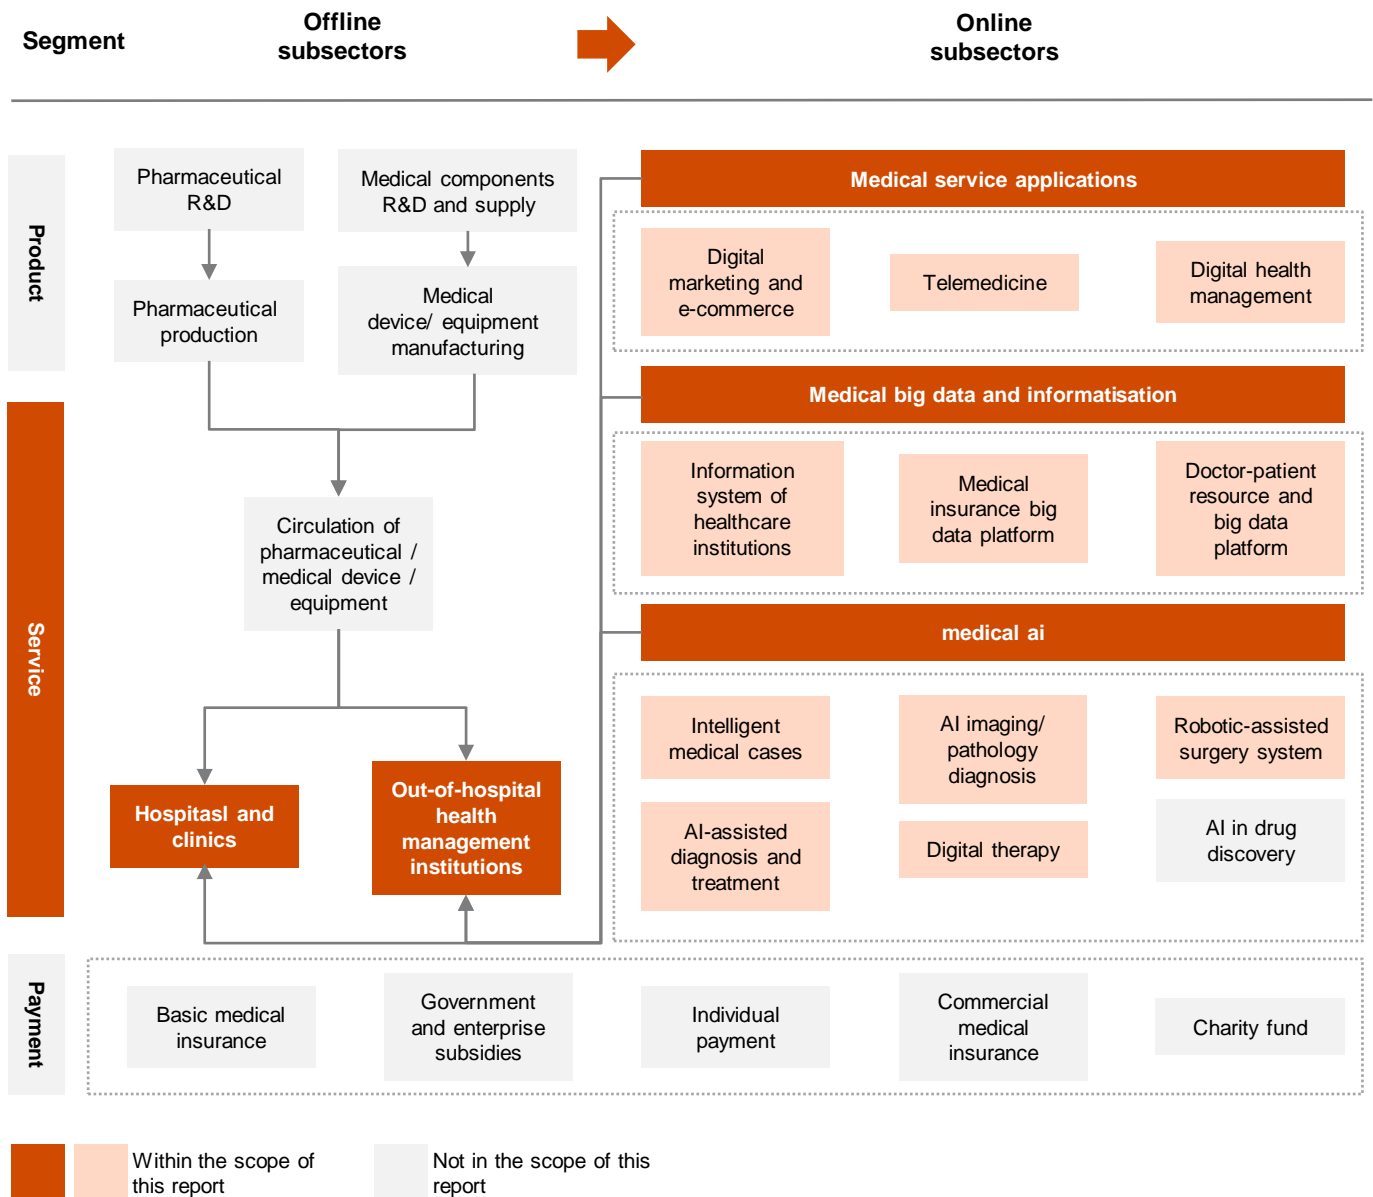 Segment
Offline
subsectors
Online
subsectors
Product
Pharmaceutical
R&D
Medical components
R&D and supply
Pharmaceutical
production
Medical
device/ equipment
manufacturing
Medical service applications
Digital
marketing and
e-commerce
Telemedicine
Digital health
management
Service
Circulation of
pharmaceutical /
medical device /
equipment
Hospitasl and
clinics
Out-of-hospital
health
management
institutions
Medical big data and informatisation
Information
system of
healthcare
institutions
Medical
insurance big
data platform
Doctor-patient
resource and
big data
platform
medical ai
Intelligent
medical cases
AI imaging/
pathology
diagnosis
Robotic-assisted
surgery system
AI-assisted
diagnosis and
treatment
Digital therapy
AI in drug
discovery
Payment
Basic medical
insurance
Government
and enterprise
subsidies
Individual
payment
Commercial
medical
insurance
Charity fund
Within the scope of
this report
Not in the scope of this
report